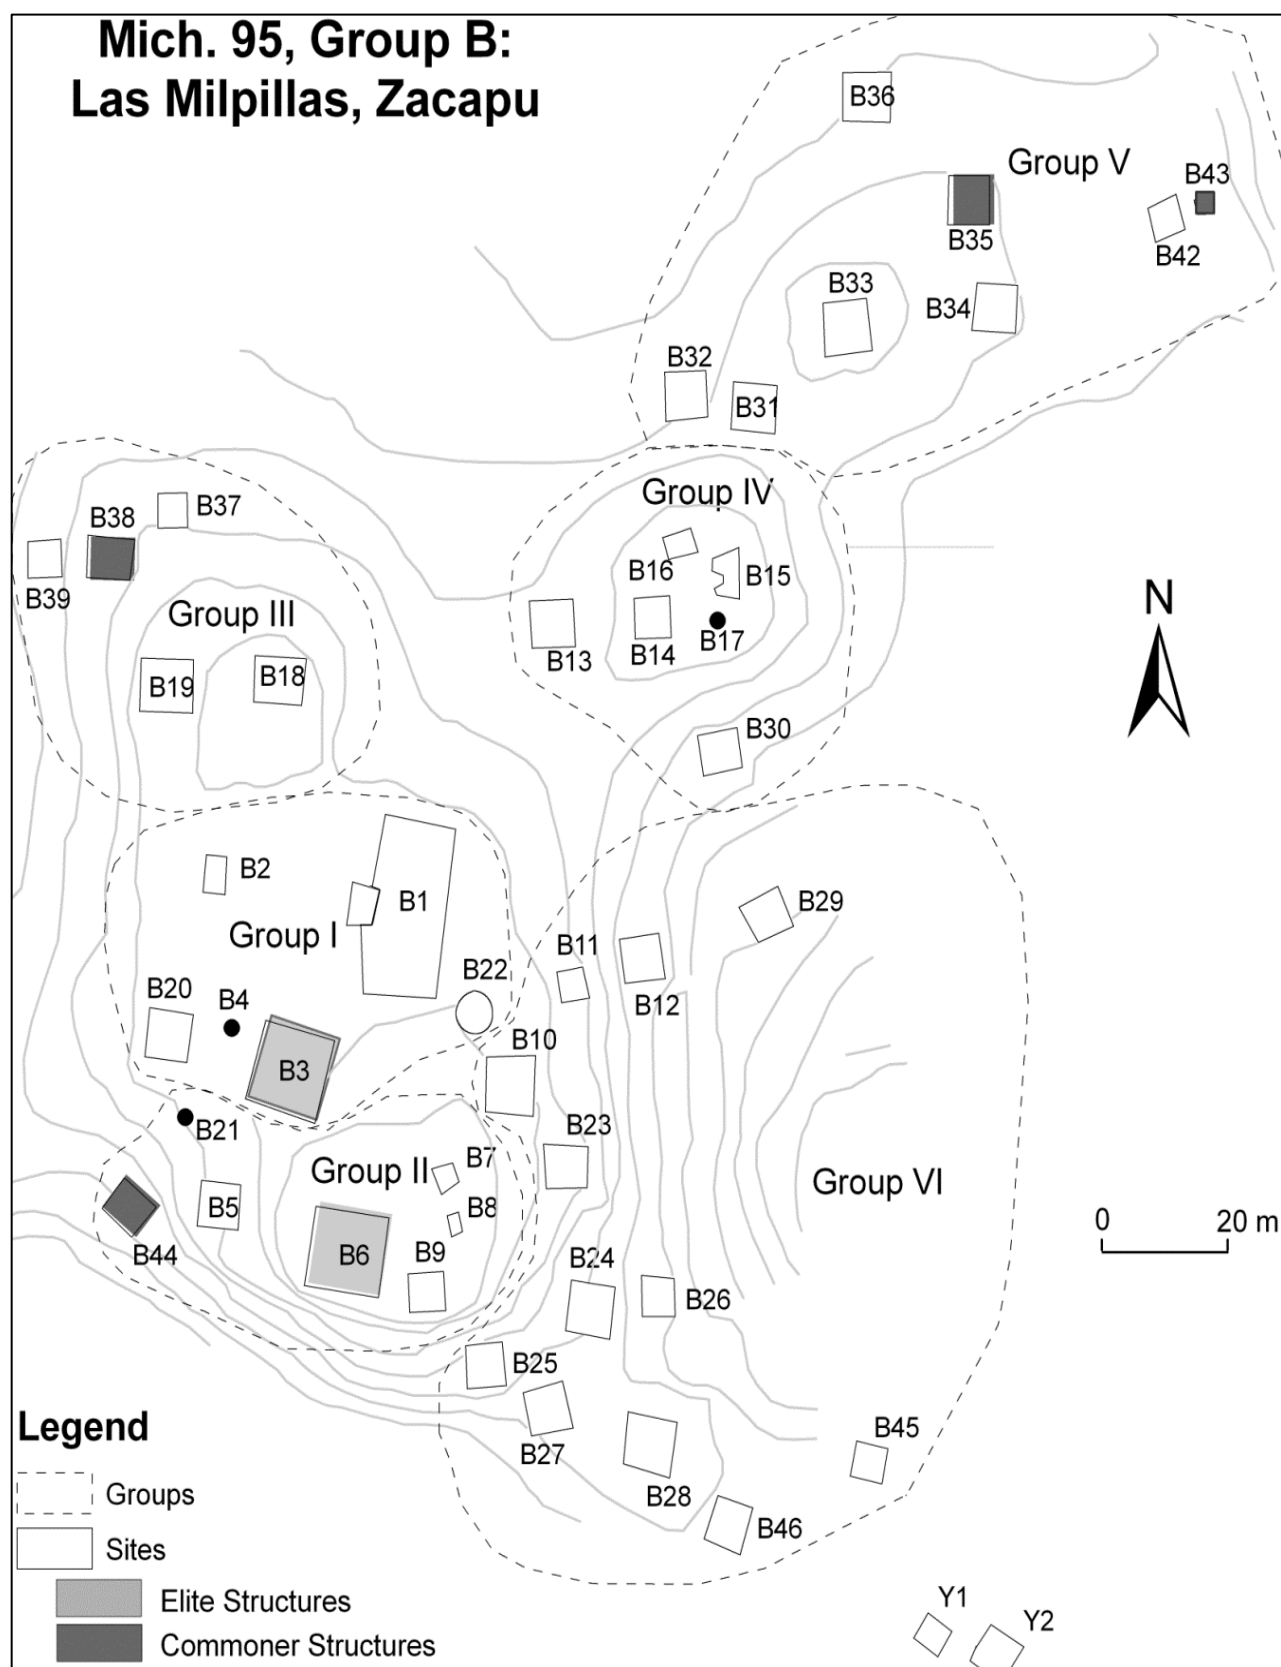 Mich. 95, Group B:
Las Milpillas, Zacapu
B36
Group V
B43
B35
B42
B33
B34
B32
B31
Group IV
B37
B38
B16
B15
B39
Group III
B14
B17
B13
B19
B18
B30
B2
B1
B29
Group I
B11
B22
B20
B4
B12
B10
B3
B21
B23
Group II
B7
Group VI
B5
B8
N
0
20 m
B44
B6
B9
B24
B26
B25
B27
B45
B28
B46
Legend
Groups
Sites
Elite Structures
Commoner Structures
Y1
Y2